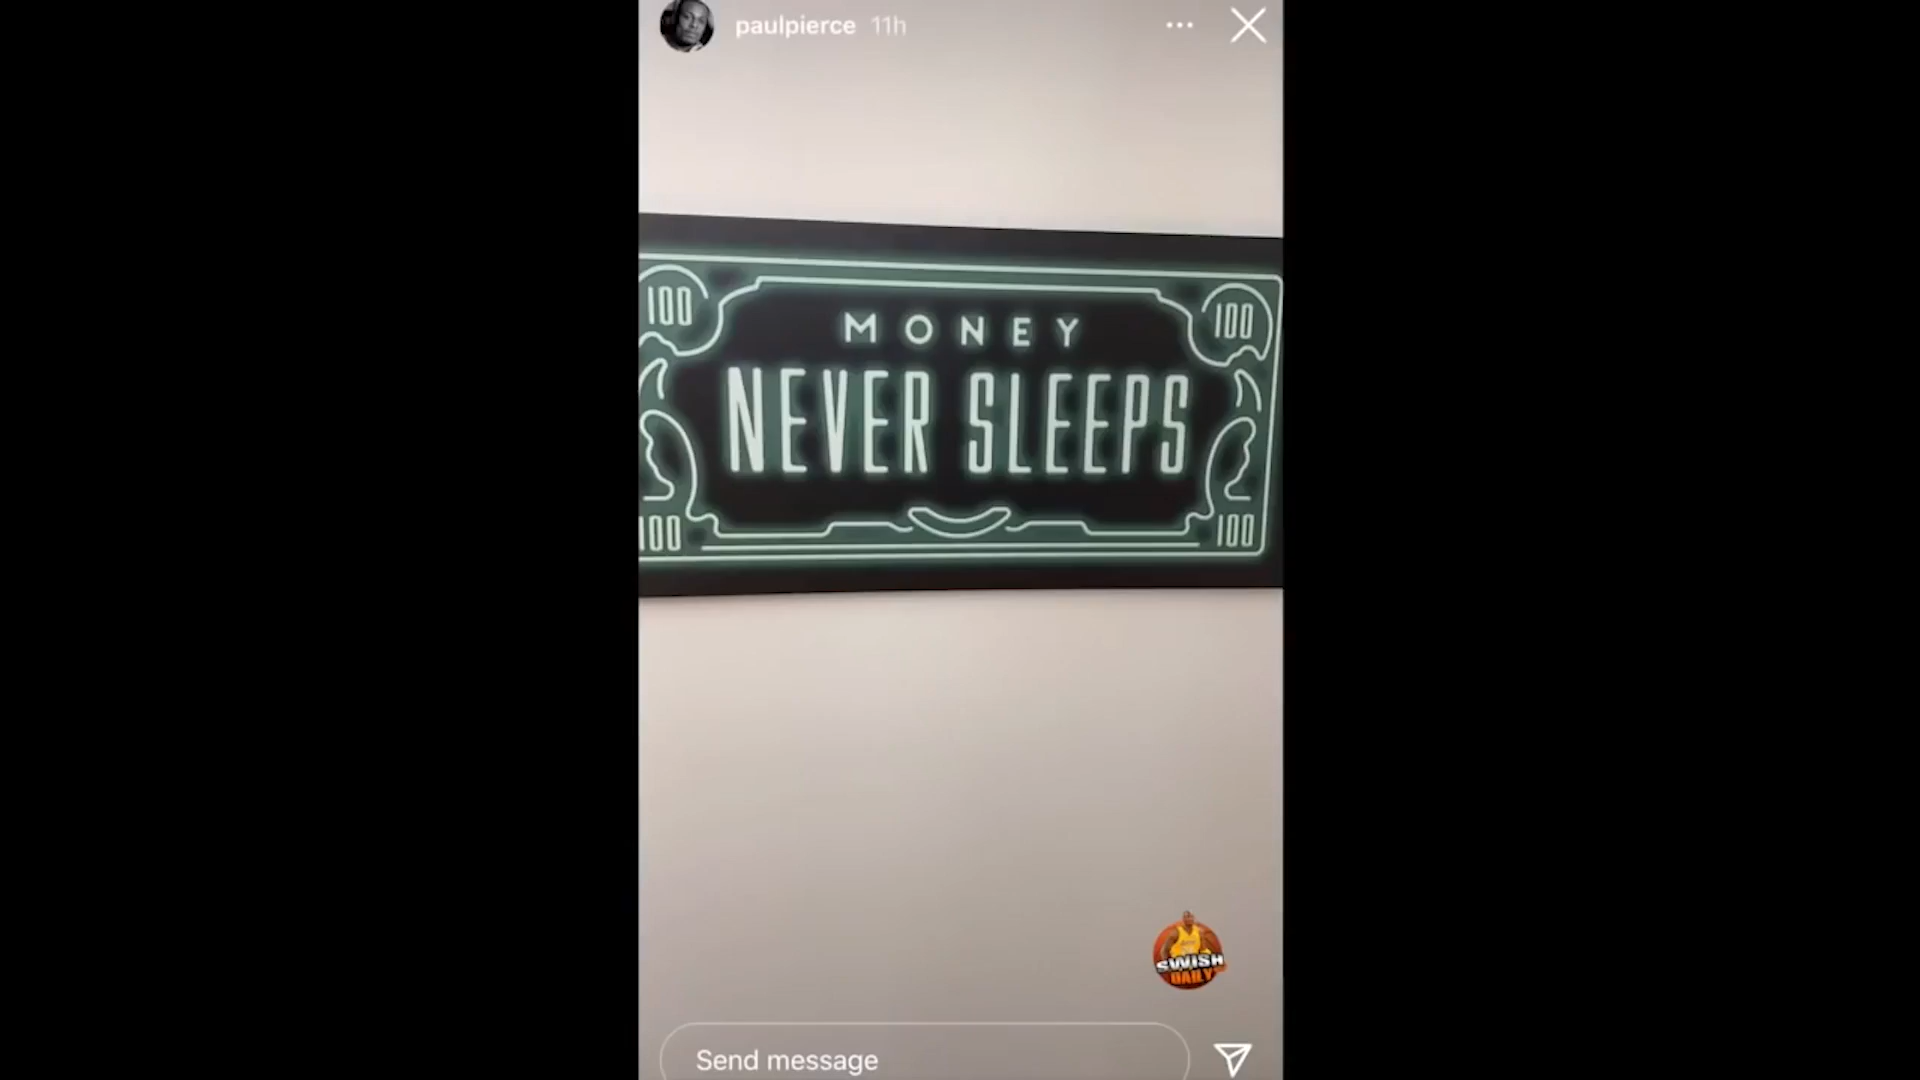 paulpierce 11h
100 100
MONEY
NEVER SLEEPS
100 100
SWISH
DAILY
Send message